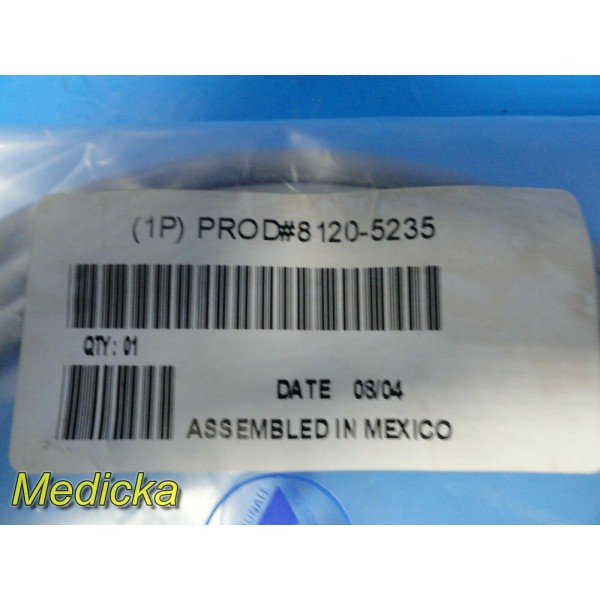 (1P) PROD#8120-5235
QTY: 01
DATE 08/04
ASSEMBLED IN MEXICO
Medicka